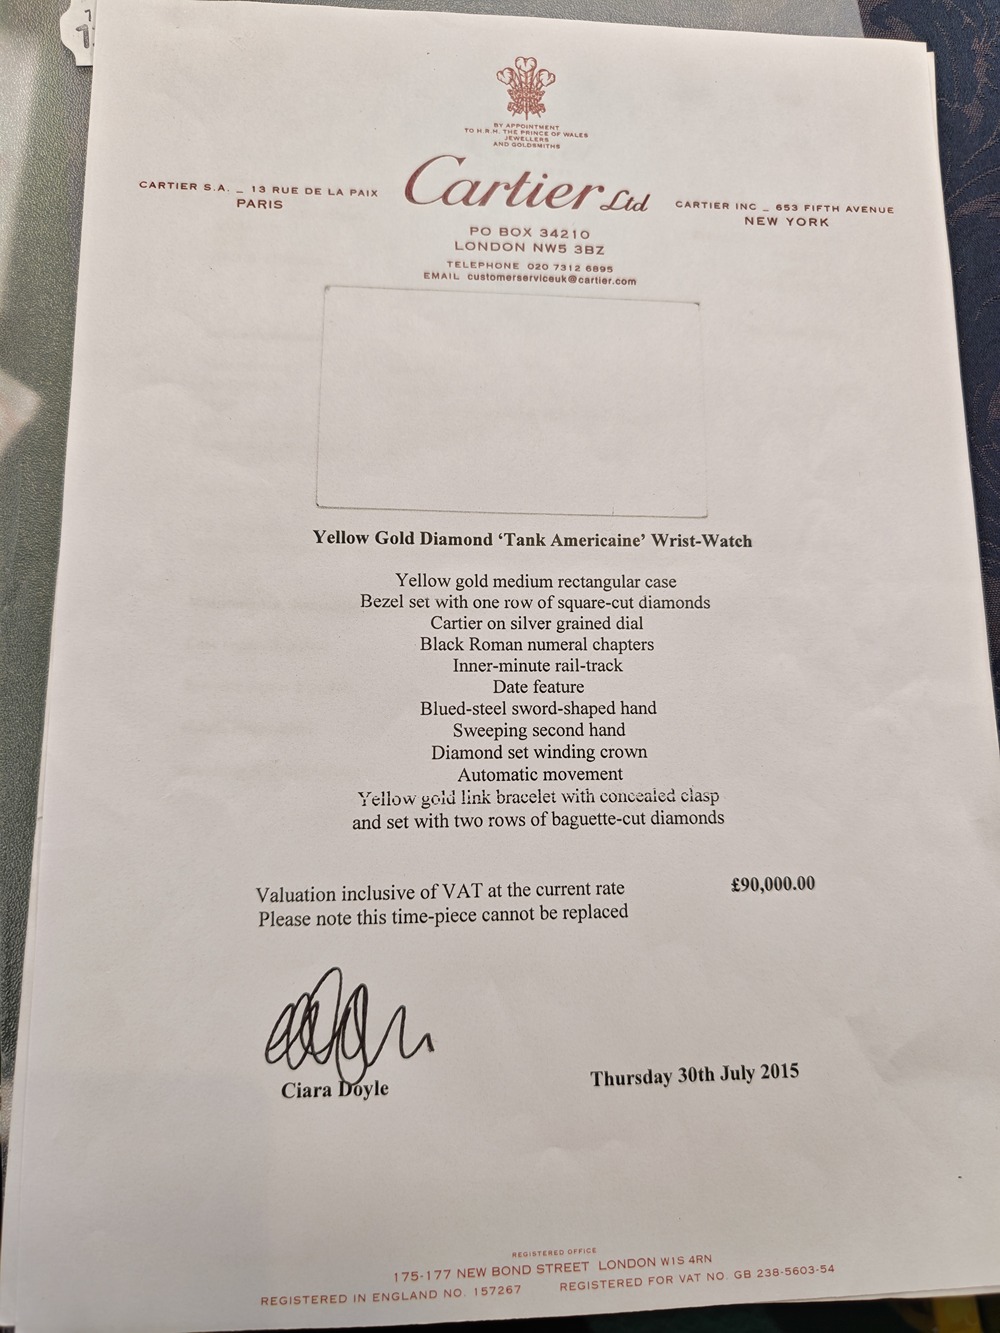 BY APPOINTMENT
TO H.R.H. THE PRINCE OF WALES
JEWELLERS
AND GOLDSMITHS
Cartier Ltd
CARTIER S.A. _ 13 RUE DE LA PAIX
PARIS
CARTIER INC _ 653 FIFTH AVENUE
NEW YORK
PO BOX 34210
LONDON NW5 3BZ
TELEPHONE 020 7312 6895
EMAIL customerserviceuk@cartier.com
Yellow Gold Diamond ‘Tank Americaine’ Wrist-Watch
Yellow gold medium rectangular case
Bezel set with one row of square-cut diamonds
Cartier on silver grained dial
Black Roman numeral chapters
Inner-minute rail-track
Date feature
Blued-steel sword-shaped hand
Sweeping second hand
Diamond set winding crown
Automatic movement
Yellow gold link bracelet with concealed clasp
and set with two rows of baguette-cut diamonds
Valuation inclusive of VAT at the current rate £90,000.00
Please note this time-piece cannot be replaced
Ciara Doyle
Thursday 30th July 2015
REGISTERED OFFICE
175-177 NEW BOND STREET LONDON W1S 4RN
REGISTERED IN ENGLAND NO. 157267 REGISTERED FOR VAT NO. GB 238-5603-54